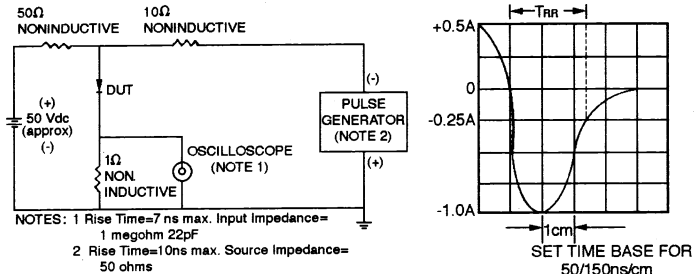 50Ω
NONINDUCTIVE
10Ω
NONINDUCTIVE
DUT
(+)
50 Vdc
(approx)
(-)
1Ω
NON.
INDUCTIVE
OSCILLOSCOPE
(NOTE 1)
(-)
PULSE
GENERATOR
(NOTE 2)
(+)
NOTES: 1 Rise Time=7 ns max. Input Impedance=
1 megohm 22pF
2 Rise Time=10ns max. Source Impedance=
50 ohms
TRR
+0.5A
0
-0.25A
-1.0A
1cm
SET TIME BASE FOR
50/150ns/cm